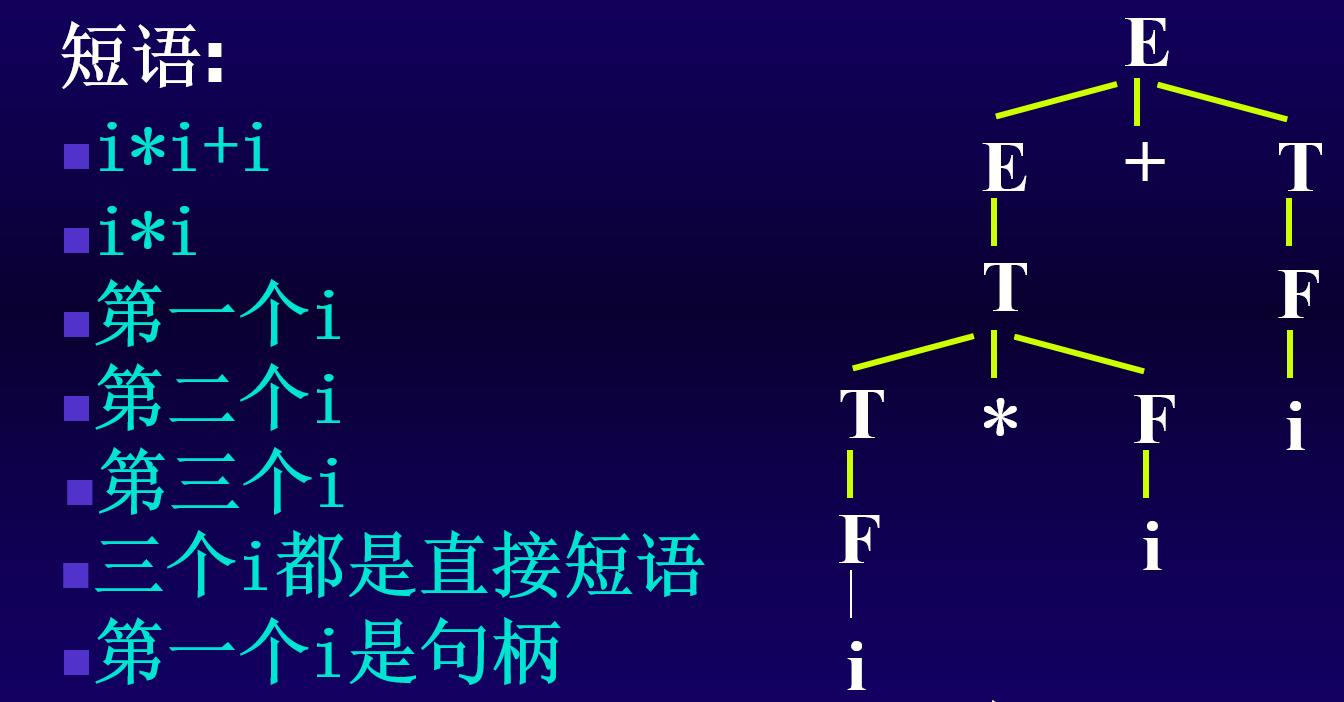 短语:
i*i+i
i*i
第一个i
第二个i
第三个i
三个i都是直接短语
第一个i是句柄
E
E + T
T F
T * F i
F i
i